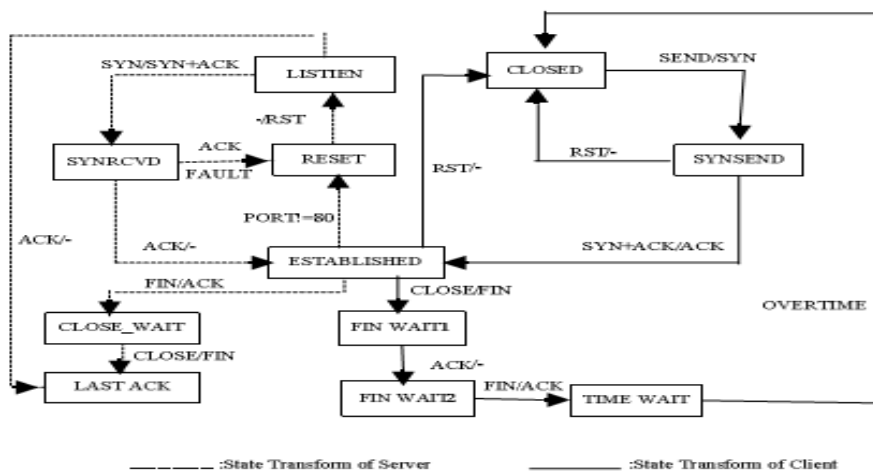 SYN/SYN+ACK
LISTIEN
CLOSED
SEND/SYN
-/RST
ACK
SYNRCVD
FAULT
RESET
RST/-
RST/-
SYNSEND
PORT!=80
ACK/-
ACK/-
ESTABLISHED
SYN+ACK/ACK
FIN/ACK
CLOSE/FIN
OVERTIME
CLOSE_WAIT
FIN WAIT1
CLOSE/FIN
ACK/-
LAST ACK
FIN WAIT2
FIN/ACK
TIME WAIT
:State Transform of Server
:State Transform of Client